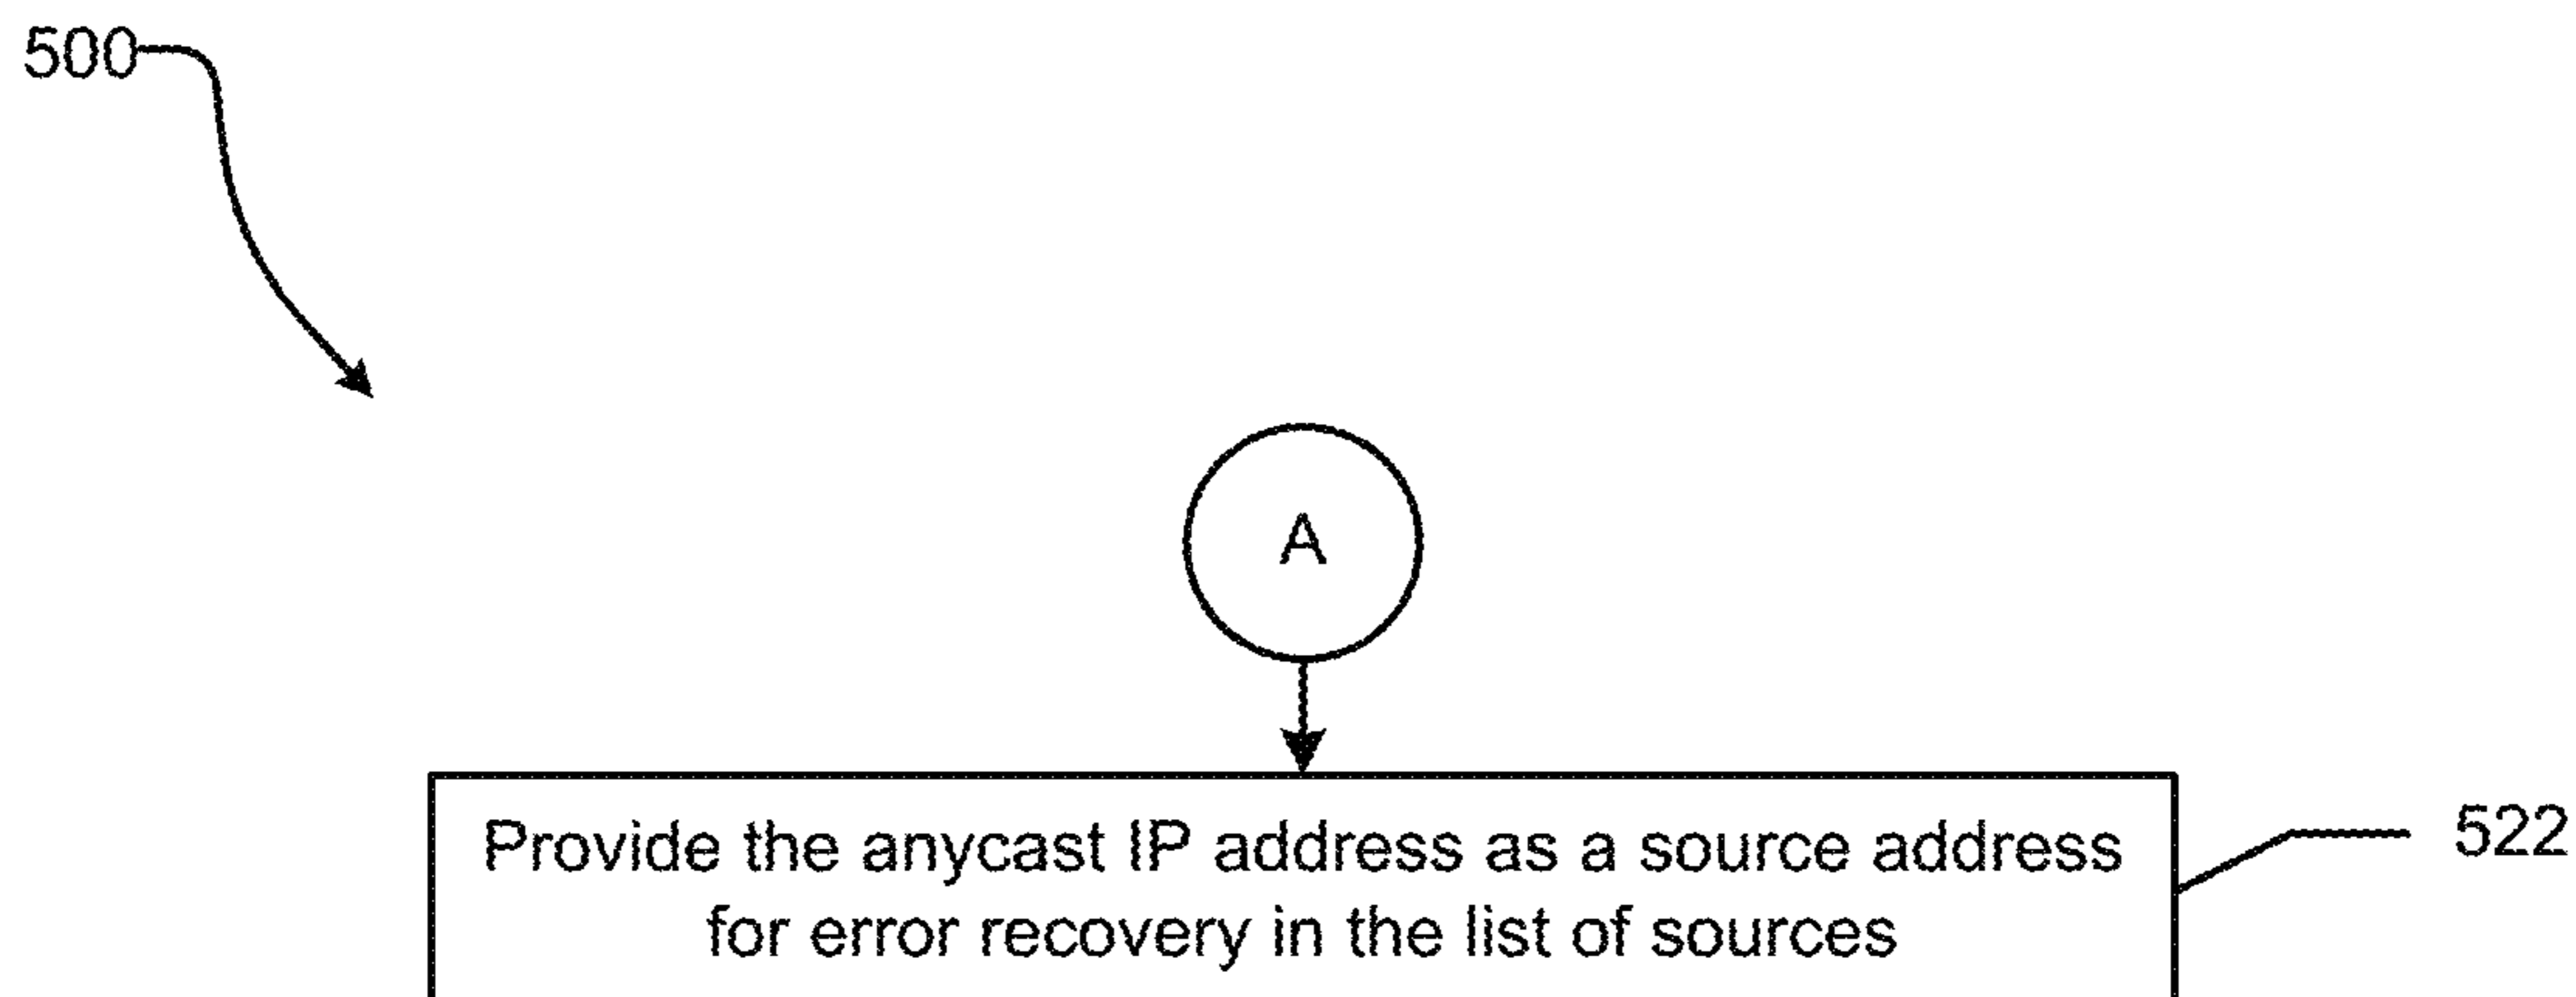 500
A
Provide the anycast IP address as a source address
for error recovery in the list of sources
522